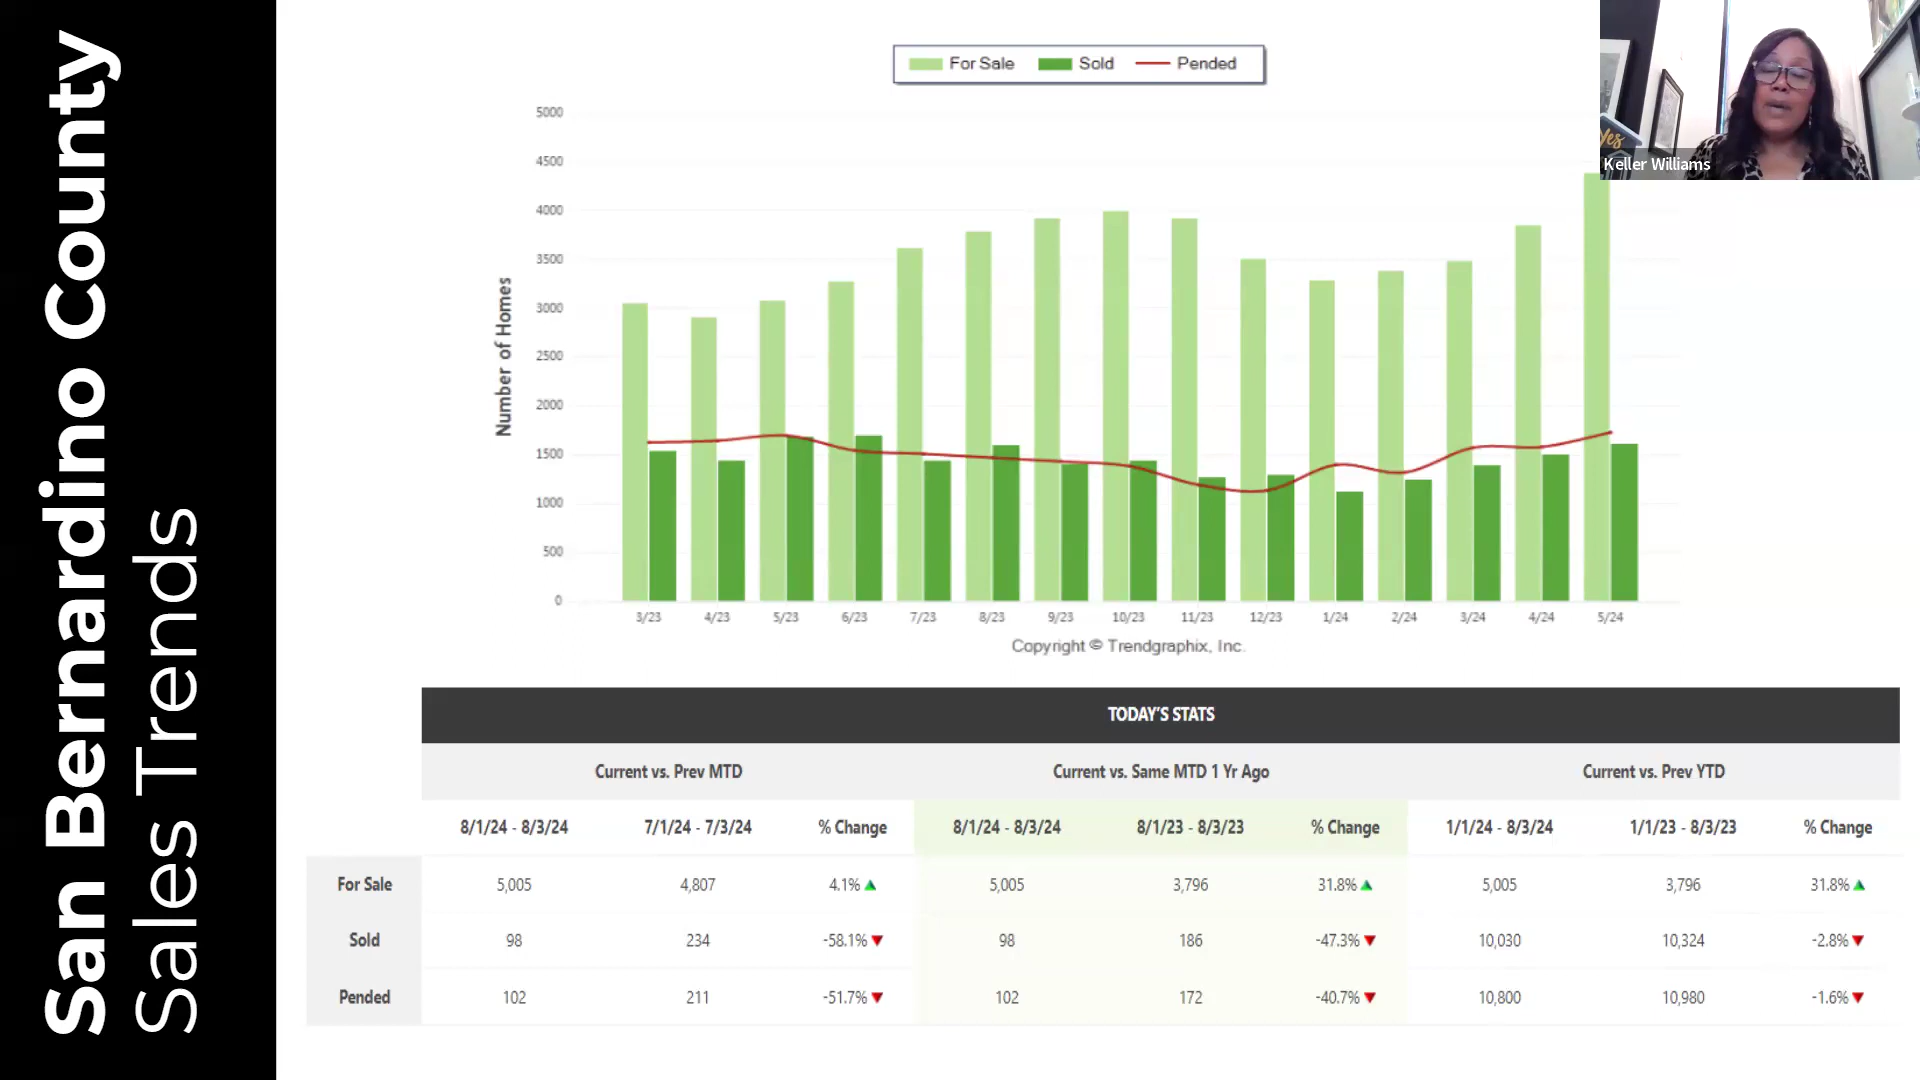 San Bernardino County
Sales Trends
For Sale Sold Pended
5000
4500
4000
3500
3000
2500
2000
1500
1000
500
0
Number of Homes
3/23 4/23 5/23 6/23 7/23 8/23 9/23 10/23 11/23 12/23 1/24 2/24 3/24 4/24 5/24
Copyright © Trendgraphix, Inc.
Yes
Keller Williams
TODAY'S STATS
Current vs. Prev MTD Current vs. Same MTD 1 Yr Ago Current vs. Prev YTD
8/1/24 - 8/3/24 7/1/24 - 7/3/24 % Change 8/1/24 - 8/3/24 8/1/23 - 8/3/23 % Change 1/1/24 - 8/3/24 1/1/23 - 8/3/23 % Change
For Sale 5,005 4,807 4.1% 5,005 3,796 31.8% 5,005 3,796 31.8%
Sold 98 234 -58.1% 98 186 -47.3% 10,030 10,324 -2.8%
Pended 102 211 -51.7% 102 172 -40.7% 10,800 10,980 -1.6%